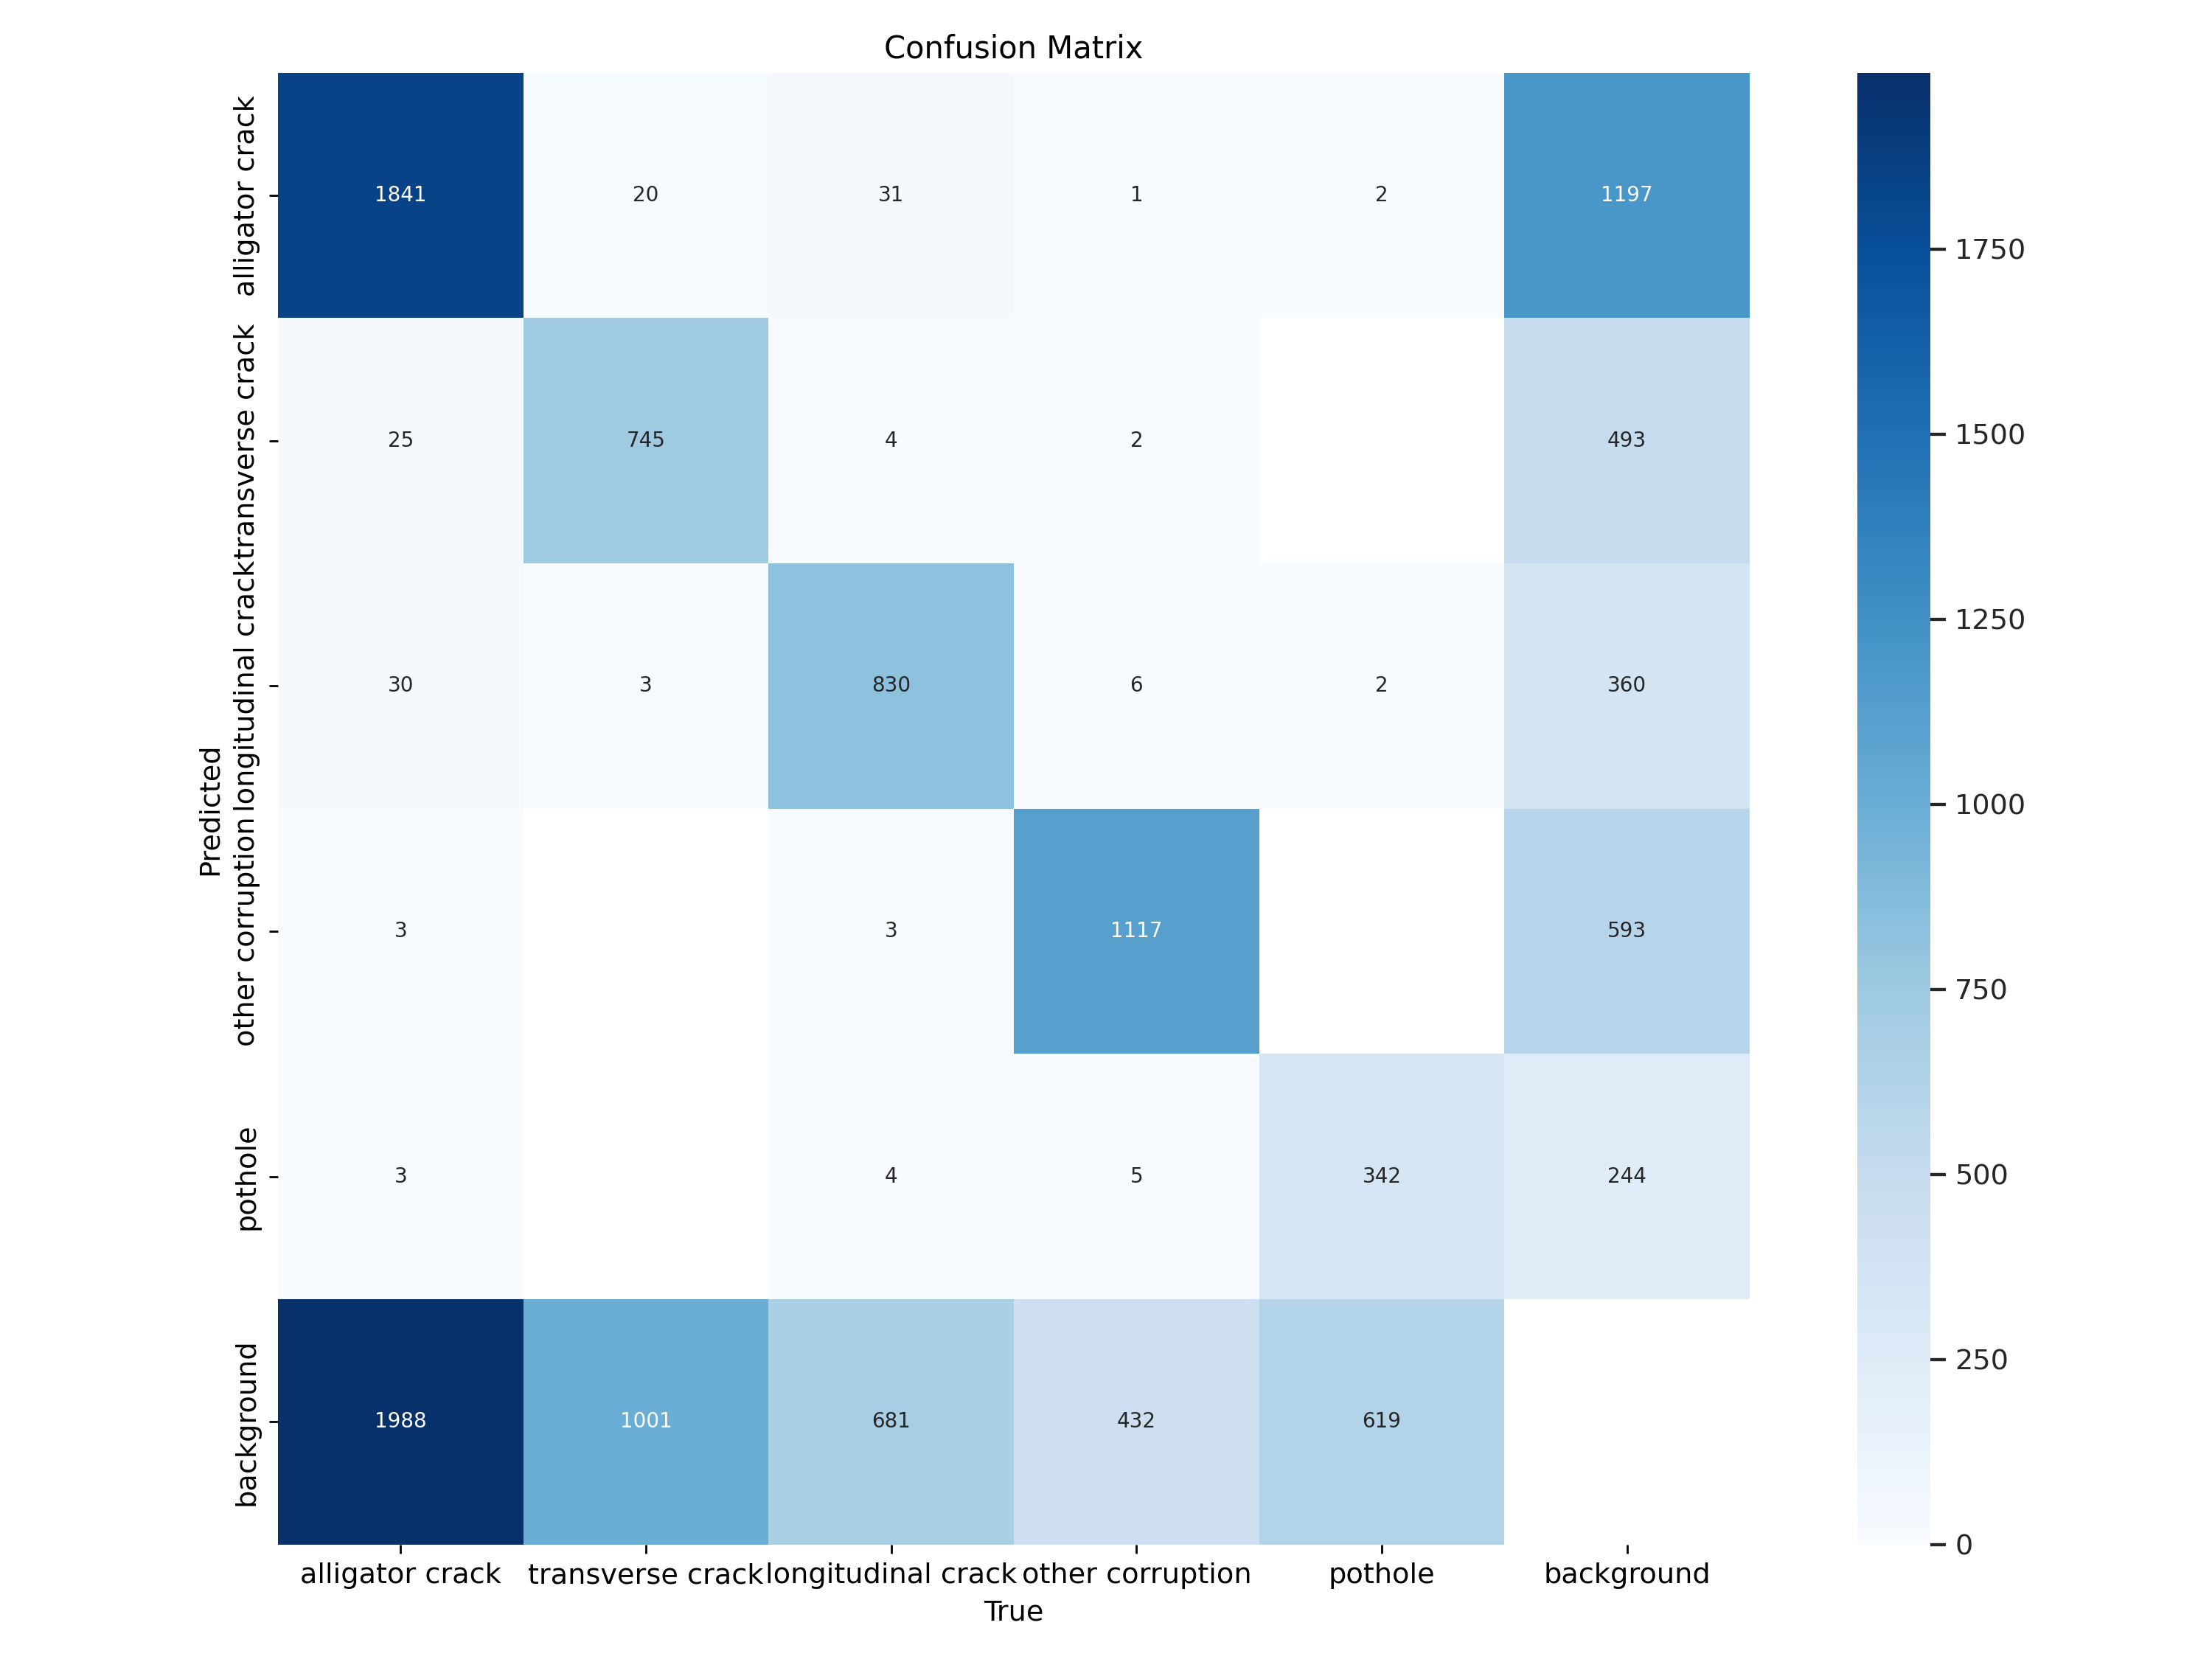 Confusion Matrix
alligator crack
1841 20 31 1 2 1197
transverse crack
25 745 4 2 493
longitudinal crack
30 3 830 6 2 360
other corruption
3 3 1117 593
pothole
3 4 5 342 244
background
1988 1001 681 432 619
Predicted
alligator crack transverse crack longitudinal crack other corruption pothole background
True
1750
1500
1250
1000
750
500
250
0